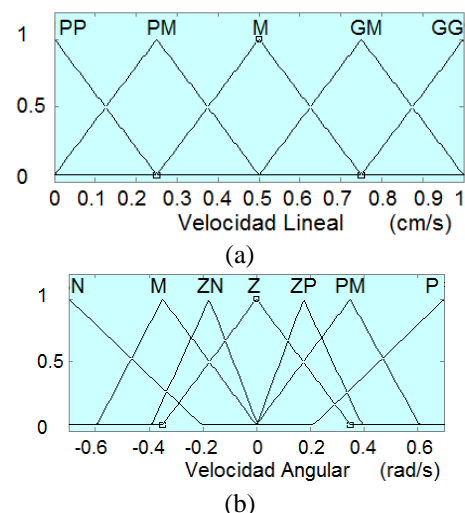 PP PM M GM GG
1
0.5
0
0 0.1 0.2 0.3 0.4 0.5 0.6 0.7 0.8 0.9 1
Velocidad Lineal (cm/s)
(a)
N M ZN Z ZP PM P
1
0.5
0
-0.6 -0.4 -0.2 0 0.2 0.4 0.6
Velocidad Angular (rad/s)
(b)